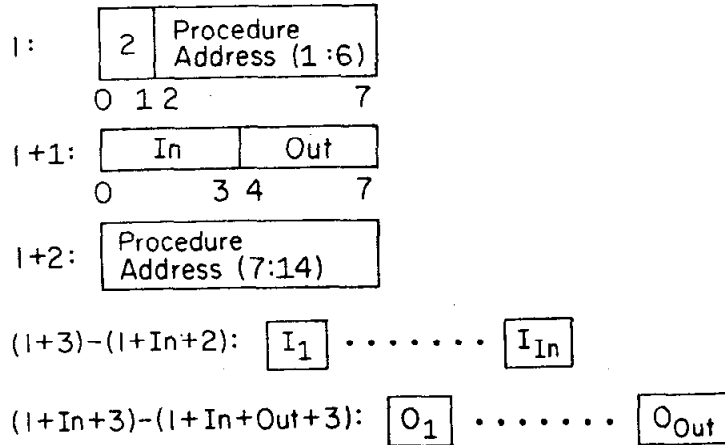 I: 2 Procedure
Address (1:6)
0 1 2 7
I+1: In Out
0 3 4 7
I+2: Procedure
Address (7:14)
(I+3)-(I+In+2): I1 ....... IIn
(I+In+3)-(I+In+Out+3): O1 ....... OOut